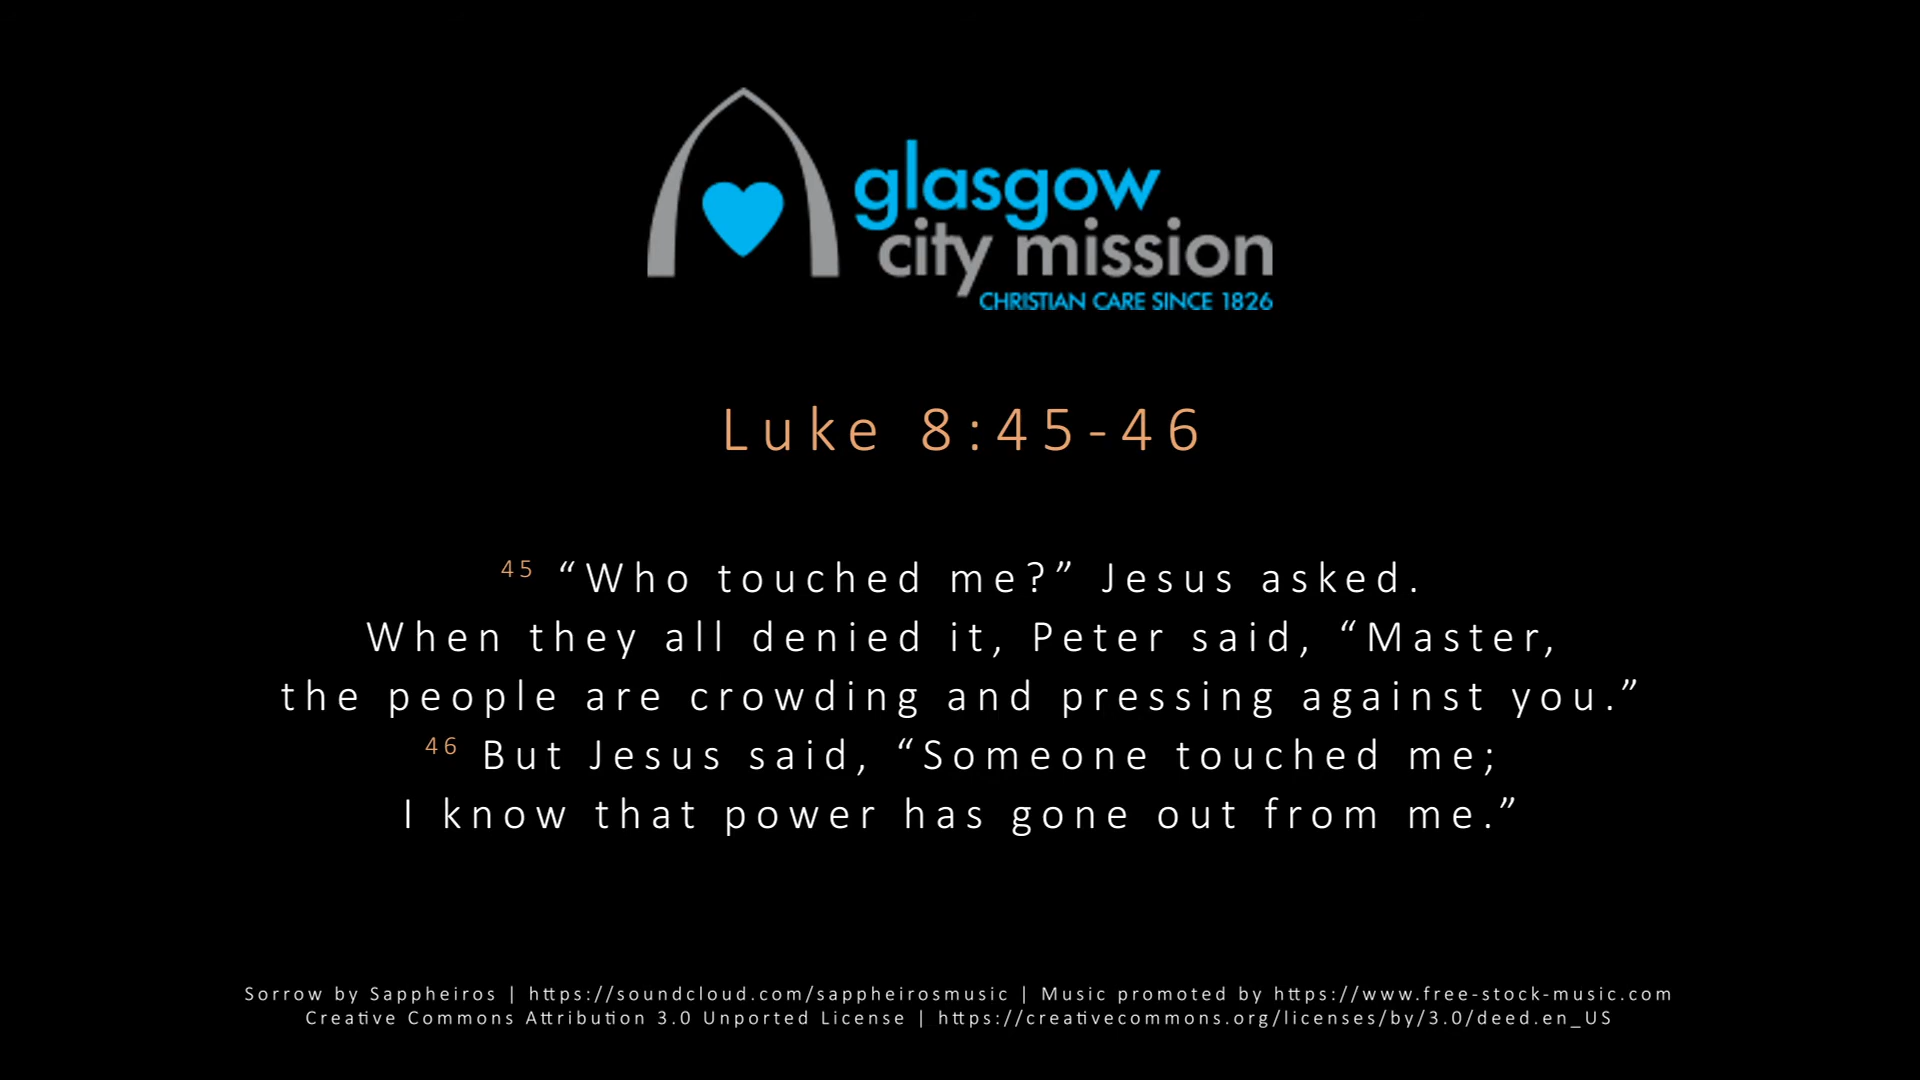 glasgow
city mission
CHRISTIAN CARE SINCE 1826
Luke 8:45-46
45 “Who touched me?” Jesus asked.
When they all denied it, Peter said, “Master,
the people are crowding and pressing against you.”
46 But Jesus said, “Someone touched me;
I know that power has gone out from me.”
Sorrow by Sappheiros | https://soundcloud.com/sappheirosmusic | Music promoted by https://www.free-stock-music.com
Creative Commons Attribution 3.0 Unported License | https://creativecommons.org/licenses/by/3.0/deed.en_US